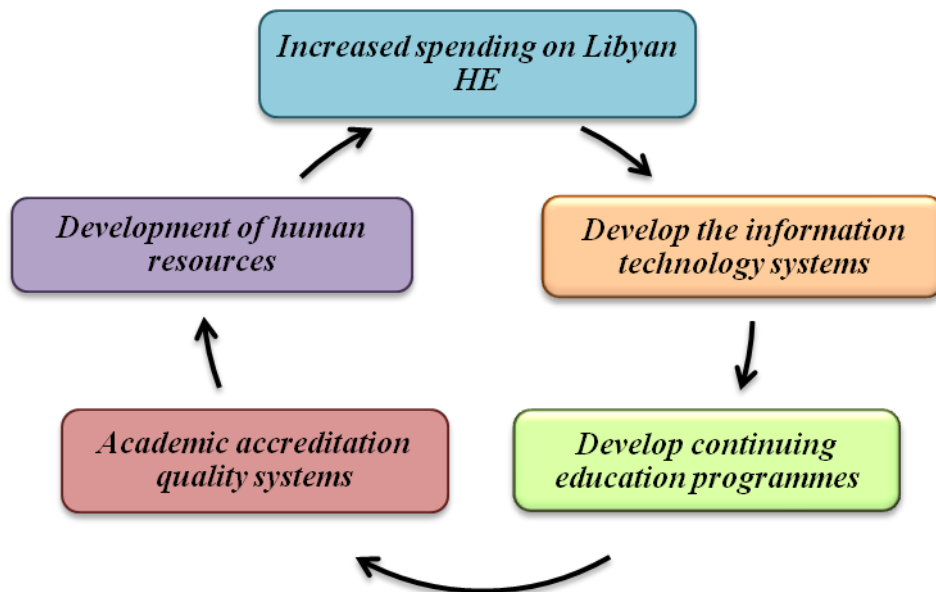 Increased spending on Libyan
HE
Develop the information
technology systems
Develop continuing
education programmes
Academic accreditation
quality systems
Development of human
resources